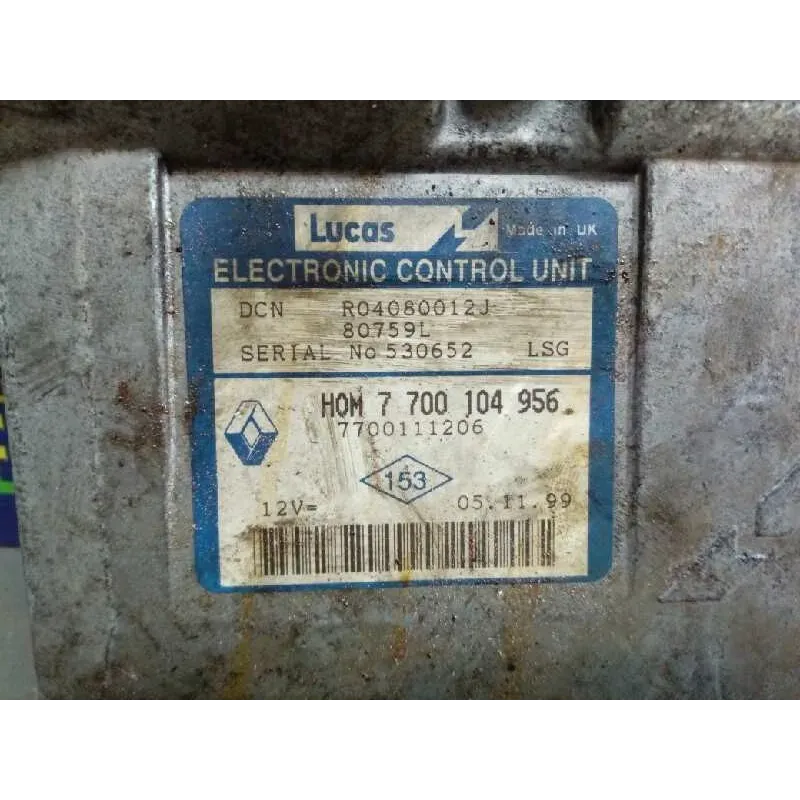 Lucas Made in UK
ELECTRONIC CONTROL UNIT
DCN R04080012J
80759L
SERIAL No 530652 LSG
HOM 7 700 104 956
7700111206
153
12V= 05.11.99